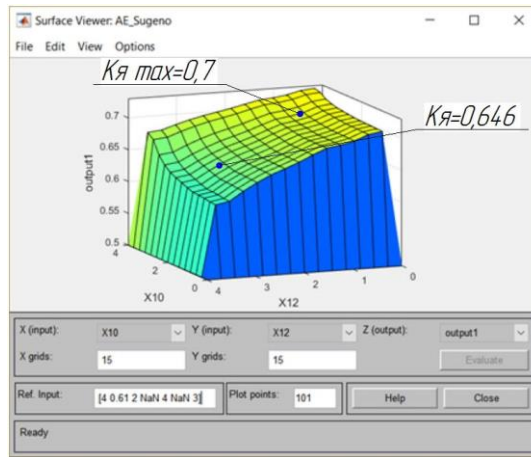 Surface Viewer: AE_Sugeno
File Edit View Options
Kя max=0,7
Kя=0,646
0.7
0.65
0.6
0.55
0.5
output1
4
2
0
X10
4
3
2
1
0
X12
X (input): X10 Y (input): X12 Z (output): output1
X grids: 15 Y grids: 15 Evaluate
Ref. Input: [4 0.61 2 NaN 4 NaN 3] Plot points: 101 Help Close
Ready